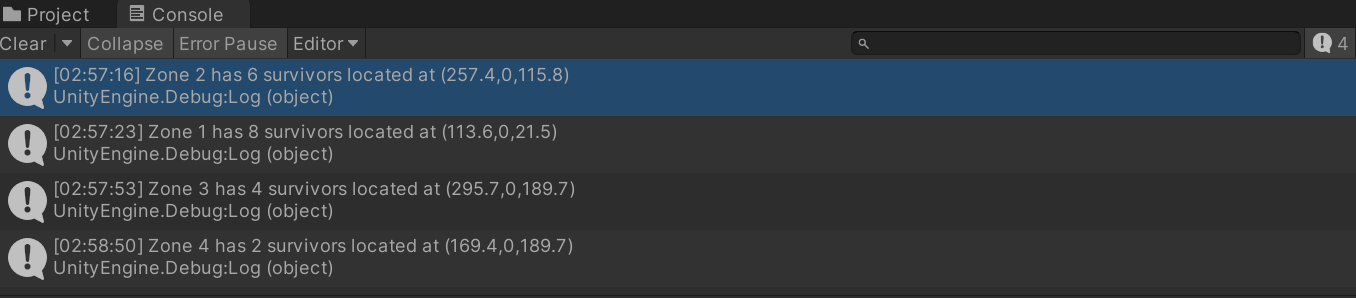 Project Console
Clear Collapse Error Pause Editor 4
[02:57:16] Zone 2 has 6 survivors located at (257.4,0,115.8)
UnityEngine.Debug:Log (object)
[02:57:23] Zone 1 has 8 survivors located at (113.6,0,21.5)
UnityEngine.Debug:Log (object)
[02:57:53] Zone 3 has 4 survivors located at (295.7,0,189.7)
UnityEngine.Debug:Log (object)
[02:58:50] Zone 4 has 2 survivors located at (169.4,0,189.7)
UnityEngine.Debug:Log (object)